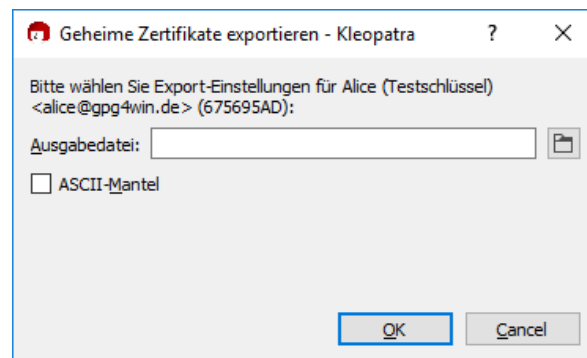 Geheime Zertifikate exportieren - Kleopatra ?
Bitte wählen Sie Export-Einstellungen für Alice (Testschlüssel)
<alice@gpg4win.de> (675695AD):
Ausgabedatei:
ASCII-Mantel
OK Cancel